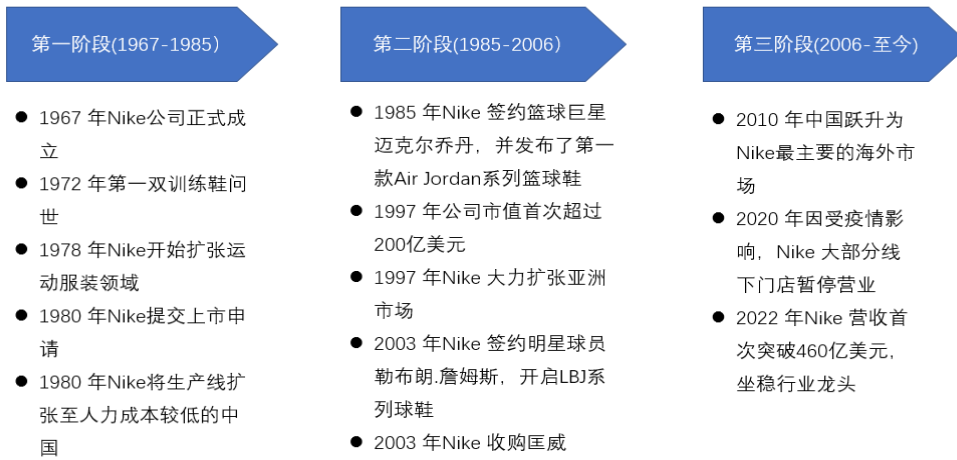 第一阶段(1967-1985)
1967 年Nike公司正式成
立
1972 年第一双训练鞋问
世
1978 年Nike开始扩张运
动服装领域
1980 年Nike提交上市申
请
1980 年Nike将生产线扩
张至人力成本较低的中
国
第二阶段(1985-2006)
1985 年Nike 签约篮球巨星
迈克尔乔丹，并发布了第一
款Air Jordan系列篮球鞋
1997 年公司市值首次超过
200亿美元
1997 年Nike 大力扩张亚洲
市场
2003 年Nike 签约明星球员
勒布朗.詹姆斯，开启LBJ系
列球鞋
2003 年Nike 收购匡威
第三阶段(2006-至今)
2010 年中国跃升为
Nike最主要的海外市
场
2020 年因受疫情影
响，Nike 大部分线
下门店暂停营业
2022 年Nike 营收首
次突破460亿美元，
坐稳行业龙头